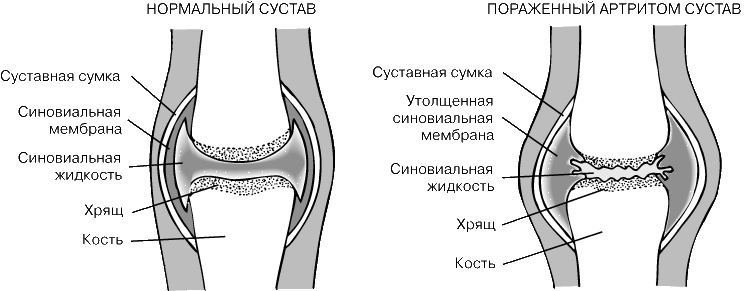 НОРМАЛЬНЫЙ СУСТАВ
Суставная сумка
Синовиальная
мембрана
Синовиальная
жидкость
Хрящ
Кость
ПОРАЖЕННЫЙ АРТРИТОМ СУСТАВ
Суставная сумка
Утолщенная
синовиальная
мембрана
Синовиальная
жидкость
Хрящ
Кость